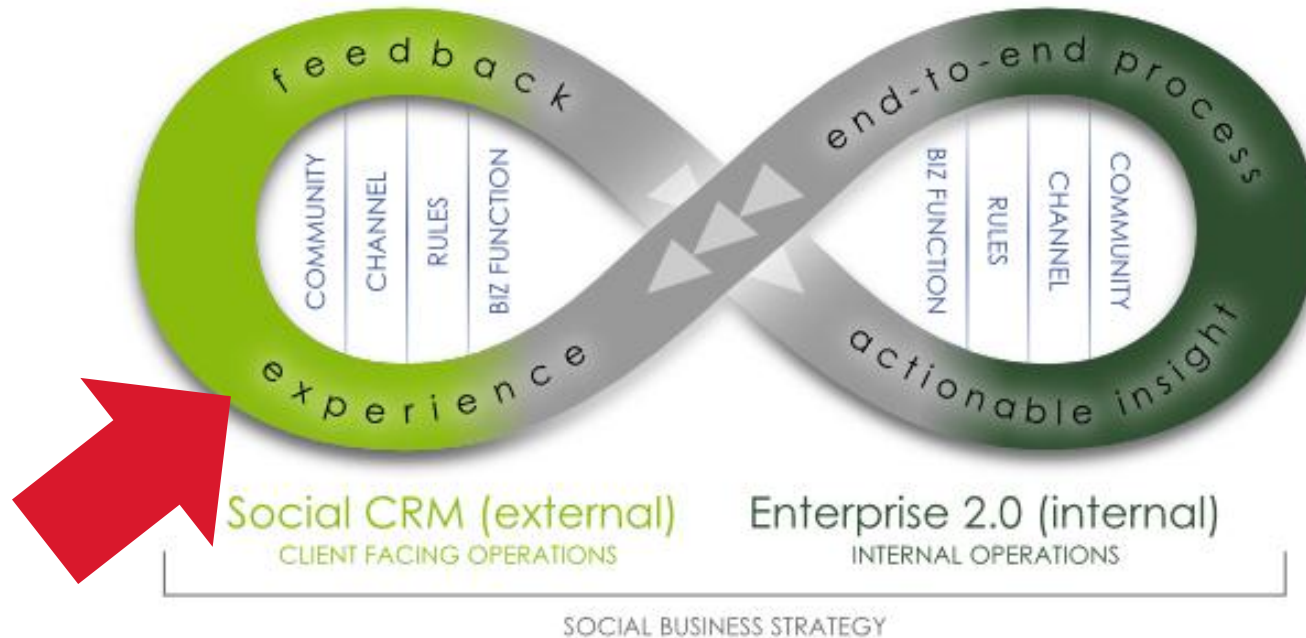 feedback
end-to-end process
COMMUNITY
CHANNEL
RULES
BIZ FUNCTION
BIZ FUNCTION
RULES
CHANNEL
COMMUNITY
experience
actionable insight
Social CRM (external)
CLIENT FACING OPERATIONS
Enterprise 2.0 (internal)
INTERNAL OPERATIONS
SOCIAL BUSINESS STRATEGY